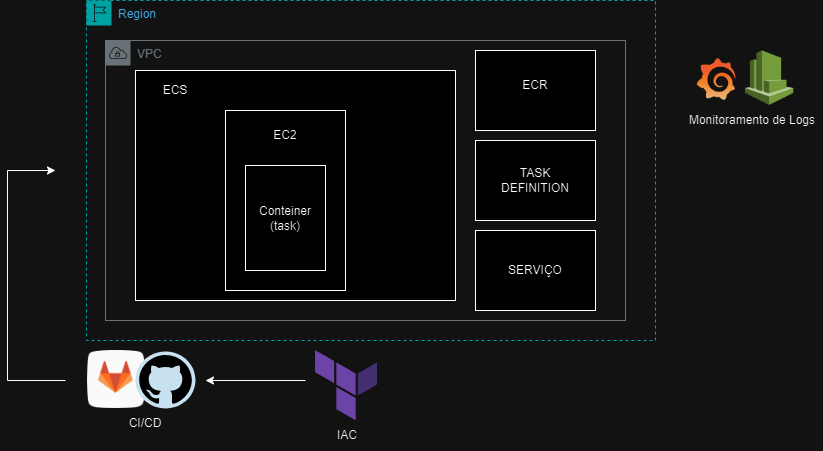 Region
VPC
ECS
ECR
EC2
Monitoramento de Logs
TASK
DEFINITION
Conteiner
(task)
SERVIÇO
CI/CD
IAC